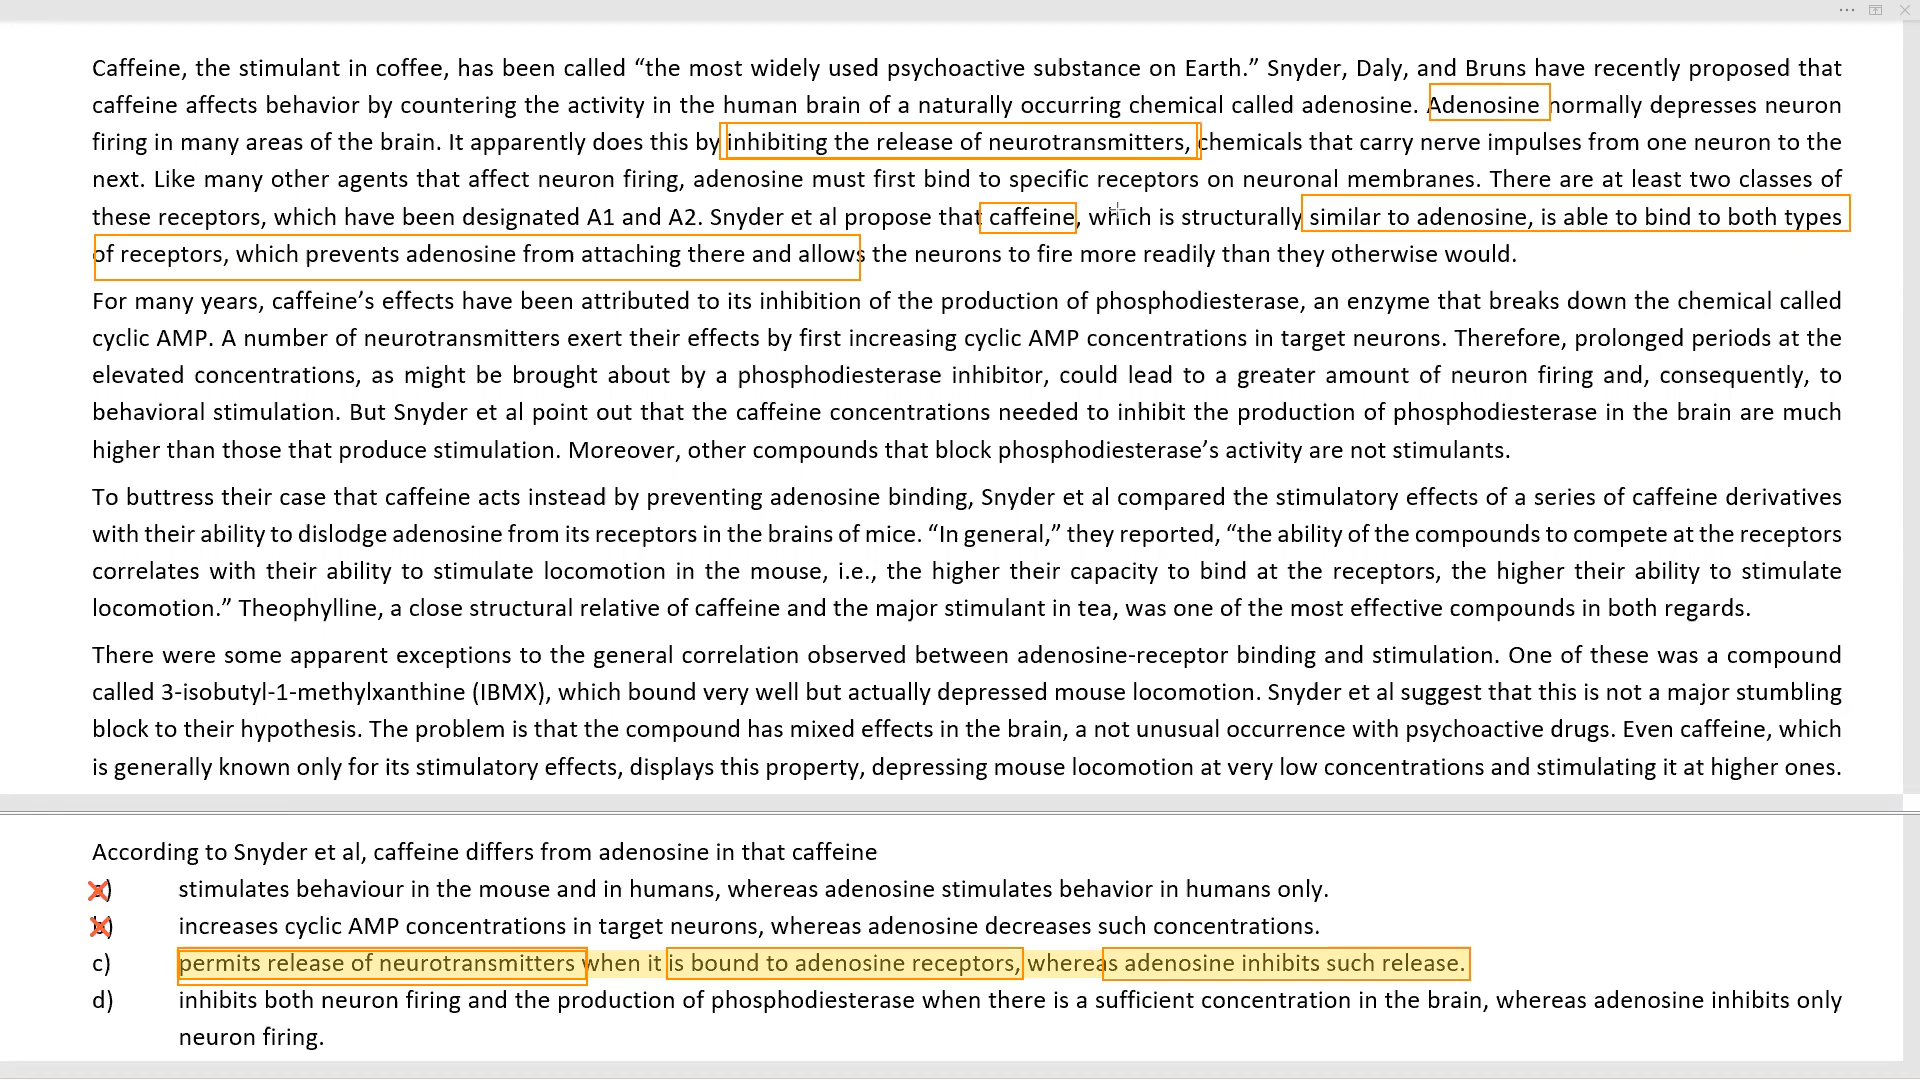 Caffeine, the stimulant in coffee, has been called “the most widely used psychoactive substance on Earth.” Snyder, Daly, and Bruns have recently proposed that
caffeine affects behavior by countering the activity in the human brain of a naturally occurring chemical called adenosine. Adenosine normally depresses neuron
firing in many areas of the brain. It apparently does this by inhibiting the release of neurotransmitters, chemicals that carry nerve impulses from one neuron to the
next. Like many other agents that affect neuron firing, adenosine must first bind to specific receptors on neuronal membranes. There are at least two classes of
these receptors, which have been designated A1 and A2. Snyder et al propose that caffeine, which is structurally similar to adenosine, is able to bind to both types
of receptors, which prevents adenosine from attaching there and allows the neurons to fire more readily than they otherwise would.
For many years, caffeine’s effects have been attributed to its inhibition of the production of phosphodiesterase, an enzyme that breaks down the chemical called
cyclic AMP. A number of neurotransmitters exert their effects by first increasing cyclic AMP concentrations in target neurons. Therefore, prolonged periods at the
elevated concentrations, as might be brought about by a phosphodiesterase inhibitor, could lead to a greater amount of neuron firing and, consequently, to
behavioral stimulation. But Snyder et al point out that the caffeine concentrations needed to inhibit the production of phosphodiesterase in the brain are much
higher than those that produce stimulation. Moreover, other compounds that block phosphodiesterase’s activity are not stimulants.
To buttress their case that caffeine acts instead by preventing adenosine binding, Snyder et al compared the stimulatory effects of a series of caffeine derivatives
with their ability to dislodge adenosine from its receptors in the brains of mice. “In general,” they reported, “the ability of the compounds to compete at the receptors
correlates with their ability to stimulate locomotion in the mouse, i.e., the higher their capacity to bind at the receptors, the higher their ability to stimulate
locomotion.” Theophylline, a close structural relative of caffeine and the major stimulant in tea, was one of the most effective compounds in both regards.
There were some apparent exceptions to the general correlation observed between adenosine-receptor binding and stimulation. One of these was a compound
called 3-isobutyl-1-methylxanthine (IBMX), which bound very well but actually depressed mouse locomotion. Snyder et al suggest that this is not a major stumbling
block to their hypothesis. The problem is that the compound has mixed effects in the brain, a not unusual occurrence with psychoactive drugs. Even caffeine, which
is generally known only for its stimulatory effects, displays this property, depressing mouse locomotion at very low concentrations and stimulating it at higher ones.
According to Snyder et al, caffeine differs from adenosine in that caffeine
a) stimulates behaviour in the mouse and in humans, whereas adenosine stimulates behavior in humans only.
b) increases cyclic AMP concentrations in target neurons, whereas adenosine decreases such concentrations.
c) permits release of neurotransmitters when it is bound to adenosine receptors, whereas adenosine inhibits such release.
d) inhibits both neuron firing and the production of phosphodiesterase when there is a sufficient concentration in the brain, whereas adenosine inhibits only
neuron firing.